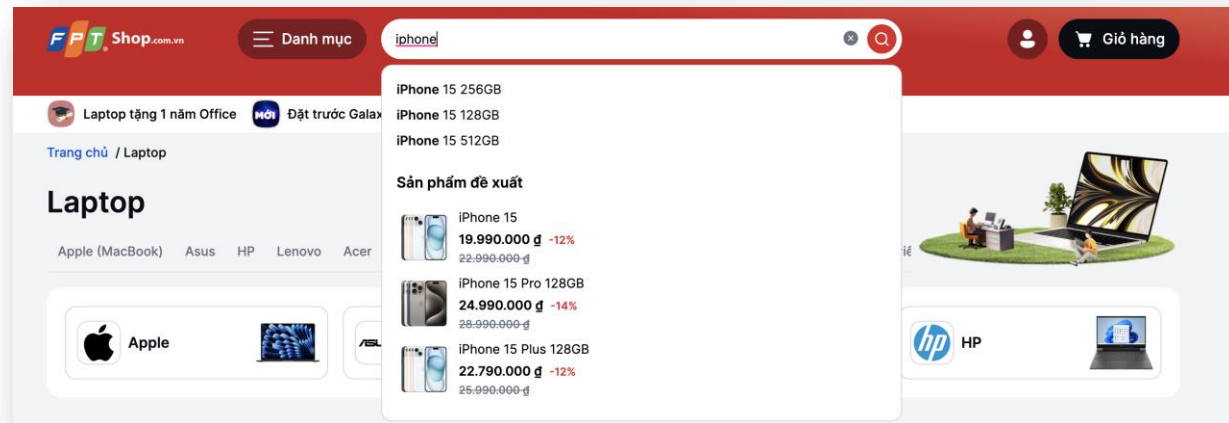 FPT Shop.com.vn
Danh mục
iphone
Giỏ hàng
iPhone 15 256GB
iPhone 15 128GB
iPhone 15 512GB
Laptop tặng 1 năm Office
MỚI
Đặt trước Galax
Trang chủ / Laptop
Laptop
Apple (MacBook) Asus HP Lenovo Acer
Sản phẩm đề xuất
iPhone 15
19.990.000 ₫ -12%
22.990.000 ₫
iPhone 15 Pro 128GB
24.990.000 ₫ -14%
28.990.000 ₫
iPhone 15 Plus 128GB
22.790.000 ₫ -12%
25.990.000 ₫
Apple
hp
HP